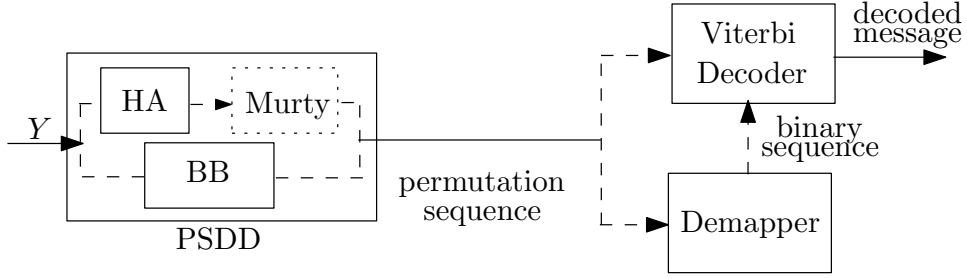 Y
HA
Murty
BB
PSDD
permutation
sequence
Viterbi
Decoder
decoded
message
binary
sequence
Demapper